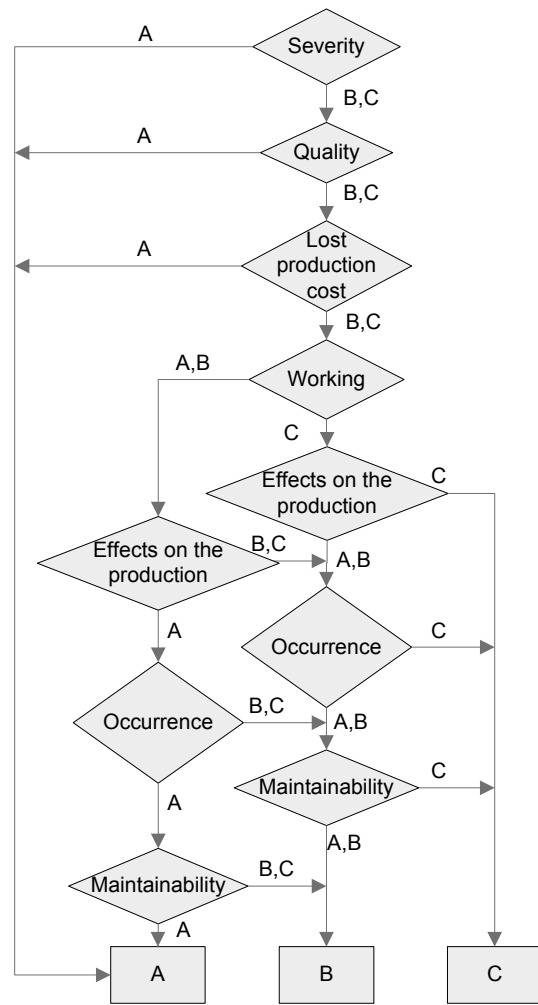 A
Severity
B,C
A
Quality
B,C
A
Lost
production
cost
B,C
A,B
Working
C
Effects on the
production
C
Effects on the
production
B,C
A,B
A
Occurrence
C
Occurrence
B,C
A,B
Maintainability
C
A
A,B
Maintainability
B,C
A
A
B
C